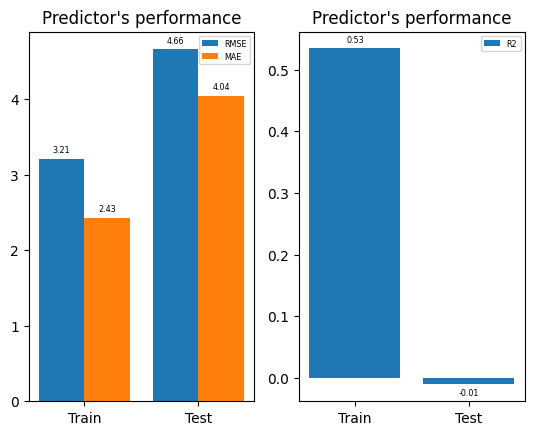 Predictor's performance
4.66
RMSE
MAE
4.04
3.21
2.43
4
3
2
1
0
Train
Test
Predictor's performance
0.53
R2
0.5
0.4
0.3
0.2
0.1
0.0
-0.01
Train
Test